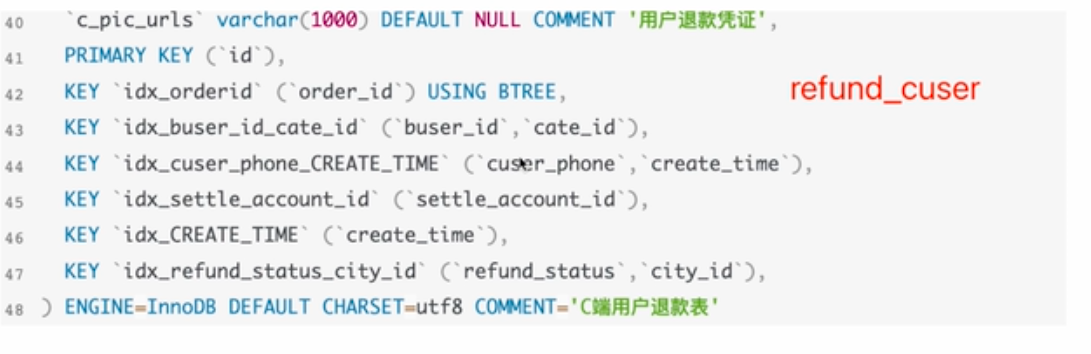 40 `c_pic_urls` varchar(1000) DEFAULT NULL COMMENT '用户退款凭证',
41 PRIMARY KEY (`id`),
42 KEY `idx_orderid` (`order_id`) USING BTREE,
refund_cuser
43 KEY `idx_buser_id_cate_id` (`buser_id`,`cate_id`),
44 KEY `idx_cuser_phone_CREATE_TIME` (`cuser_phone`,`create_time`),
45 KEY `idx_settle_account_id` (`settle_account_id`),
46 KEY `idx_CREATE_TIME` (`create_time`),
47 KEY `idx_refund_status_city_id` (`refund_status`,`city_id`),
48 ) ENGINE=InnoDB DEFAULT CHARSET=utf8 COMMENT='C端用户退款表'